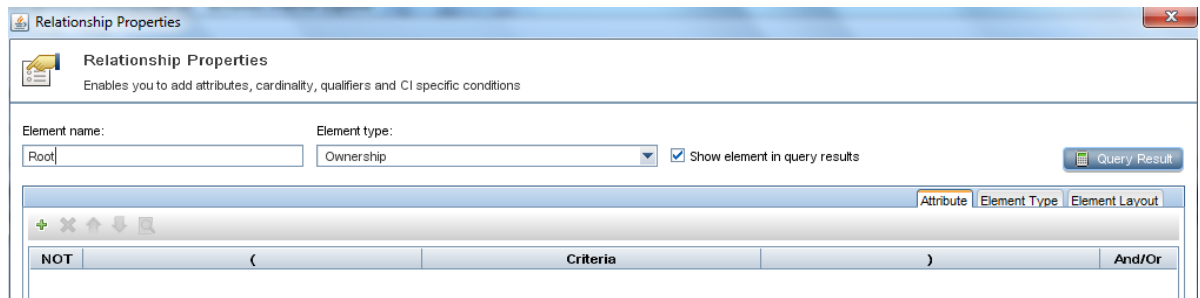 Relationship Properties
x
Relationship Properties
Enables you to add attributes, cardinality, qualifiers and CI specific conditions
Element name: Element type:
Root Ownership Show element in query results Query Result
Attribute Element Type Element Layout
NOT ( Criteria ) And/Or